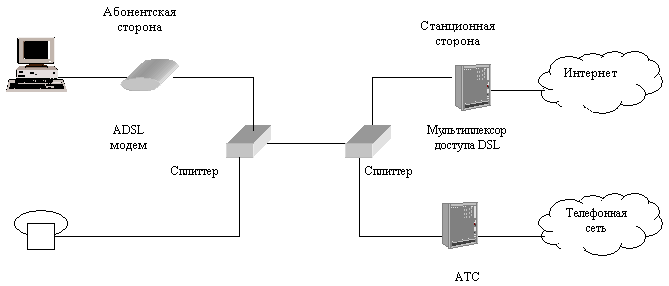 Абонентская
сторона
Станционная
сторона
Интернет
ADSL
модем
Мультиплексор
доступа DSL
Сплиттер
Сплиттер
Телефонная
сеть
АТС